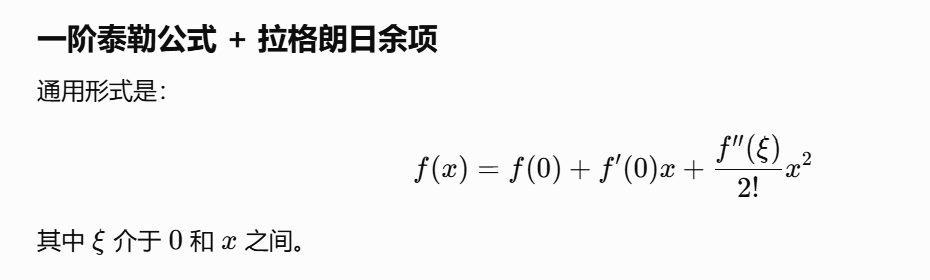 一阶泰勒公式 + 拉格朗日余项
通用形式是：
f(x) = f(0) + f′(0)x + \frac{f″(ξ)}{2!}x²
其中 ξ 介于 0 和 x 之间。